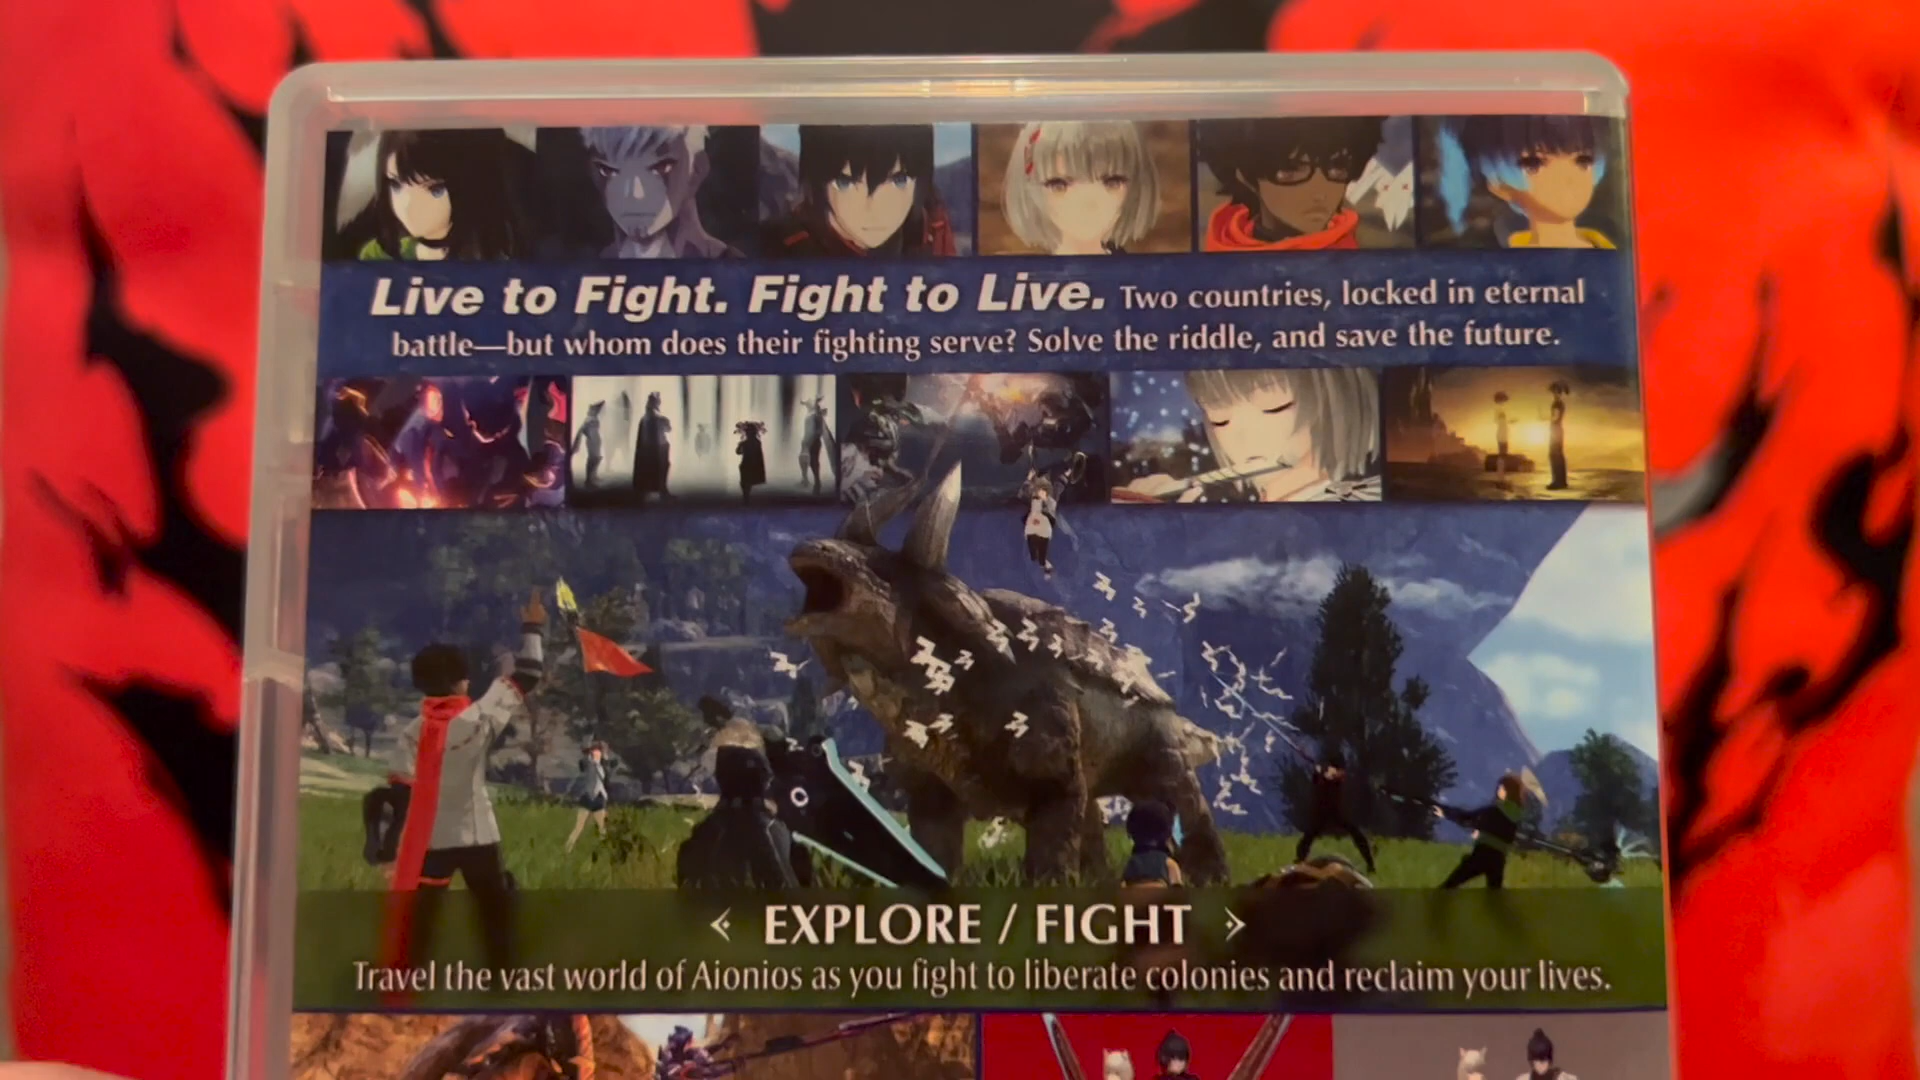 Live to Fight. Fight to Live. Two countries, locked in eternal
battle—but whom does their fighting serve? Solve the riddle, and save the future.
EXPLORE / FIGHT
Travel the vast world of Aionios as you fight to liberate colonies and reclaim your lives.